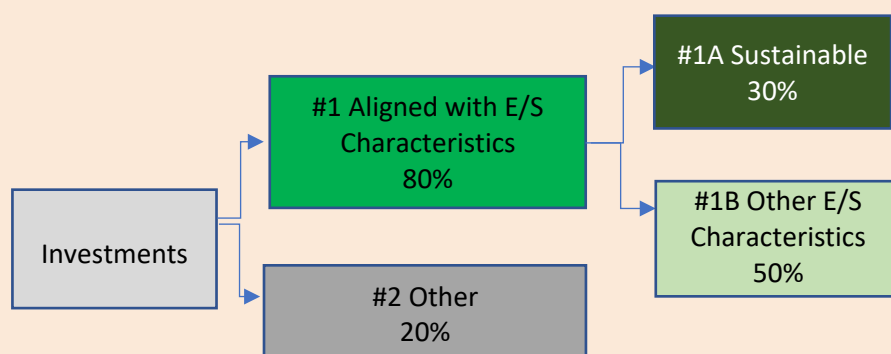 Investments
#1 Aligned with E/S
Characteristics
80%
#2 Other
20%
#1A Sustainable
30%
#1B Other E/S
Characteristics
50%